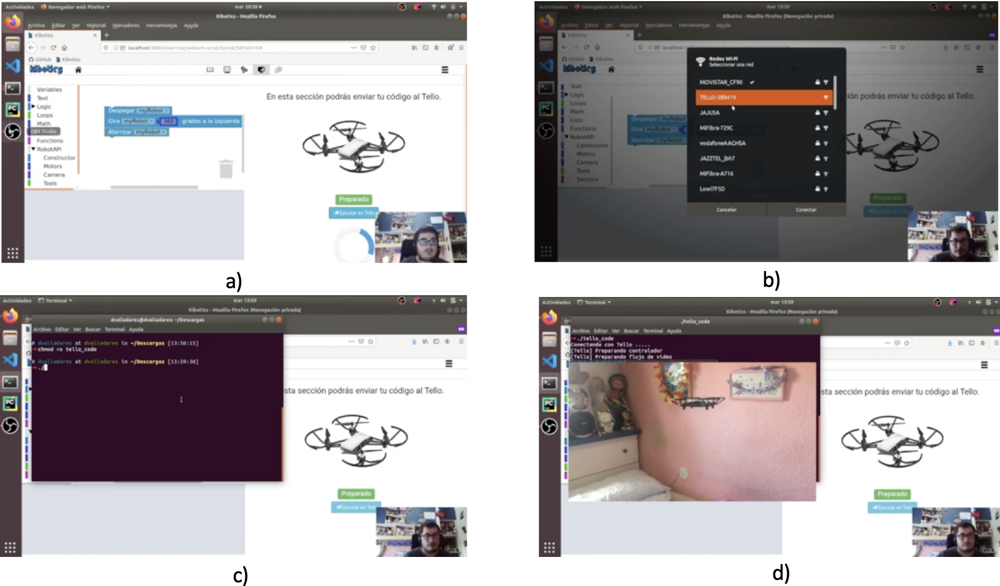 Actividades Navegador web Firefox mar 20:36
Kibotics - Mozilla Firefox
Archivo Editar Ver Historial Marcadores Herramientas Ayuda
Kibotics
localhost:8000/exercise/websim-scratch/real/SRTello10#
GitHub Kibotics
kibotics
Variables
Text
Logic
Loops
Math
OBS Studio
Functions
RobotAPI
Constructor
Motors
Camera
Tools
Despegar myRobot
Gira myRobot 360 grados a la izquierda
Aterrizar myRobot
En esta sección podrás enviar tu código al Tello.
Preparado
Ejecutar en Tello
a)
Actividades Navegador web Firefox mar 13:59
Kibotics - Mozilla Firefox (Navegación privada)
Archivo Editar Ver Historial Marcadores Herramientas Ayuda
Kibotics
GitHub Kibotics
kibotics
Text
Logic
Loops
Math
Lists
Functions
RobotAPI
Constructor
Motors
Camera
Tools
Sensors
Despegar myRobot
Gira myRobot
Aterrizar myRobot
Redes Wi-Fi
Seleccionar una red
MOVISTAR_CF90
TELLO-5B9419
JAJUSA
MiFibra-729C
vodafoneAAGHSA
JAZZTEL_jbh7
MiFibra-A716
Lowi7F5D
Cancelar Conectar
ción podrás enviar tu código al Tello.
Preparado
Ejecutar en Tello
b)
Actividades Terminal mar 13:59
Kibotics - Mozilla Firefox (Navegación privada)
dvalladares@dvalladares: ~/Descargas
Archivo Editar Ver Buscar Terminal Ayuda
# dvalladares at dvalladares in ~/Descargas [13:56:15]
chmod +x tello_code
# dvalladares at dvalladares in ~/Descargas [13:59:38]
./
esta sección podrás enviar tu código al Tello.
Preparado
Ejecutar en Tello
c)
Actividades Terminal mar 13:59
Kibotics - Mozilla Firefox (Navegación privada)
./tello_code
Archivo Editar Ver Buscar Terminal Ayuda
./tello_code
Conectando con Tello .....
[Tello] Preparando controlador
[Tello] Preparando flujo de video
esta sección podrás enviar tu código al Tello.
Preparado
Ejecutar en Tello
d)